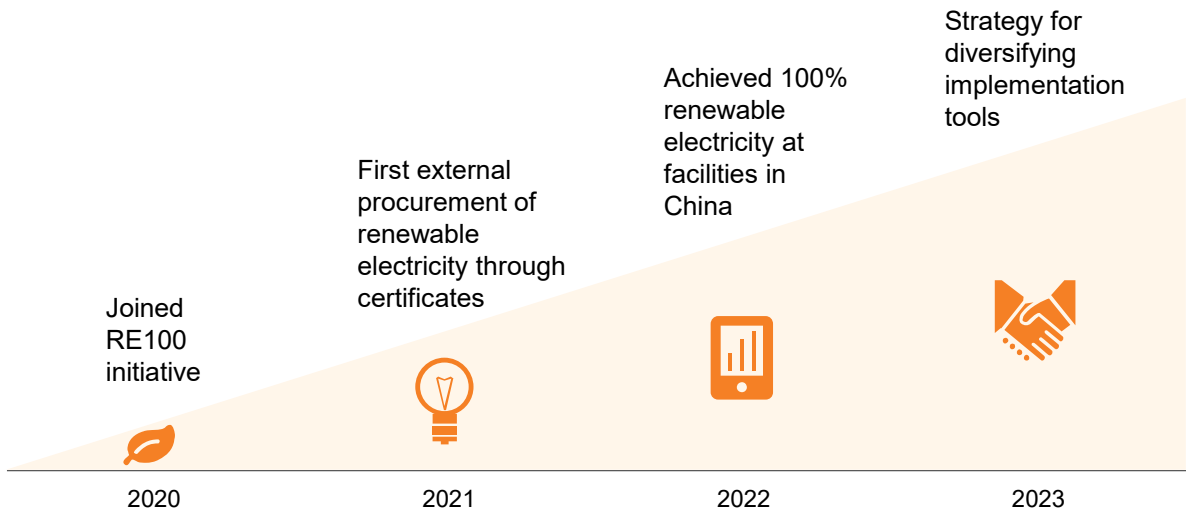 Joined
RE100
initiative
First external
procurement of
renewable
electricity through
certificates
Achieved 100%
renewable
electricity at
facilities in
China
Strategy for
diversifying
implementation
tools
2020
2021
2022
2023